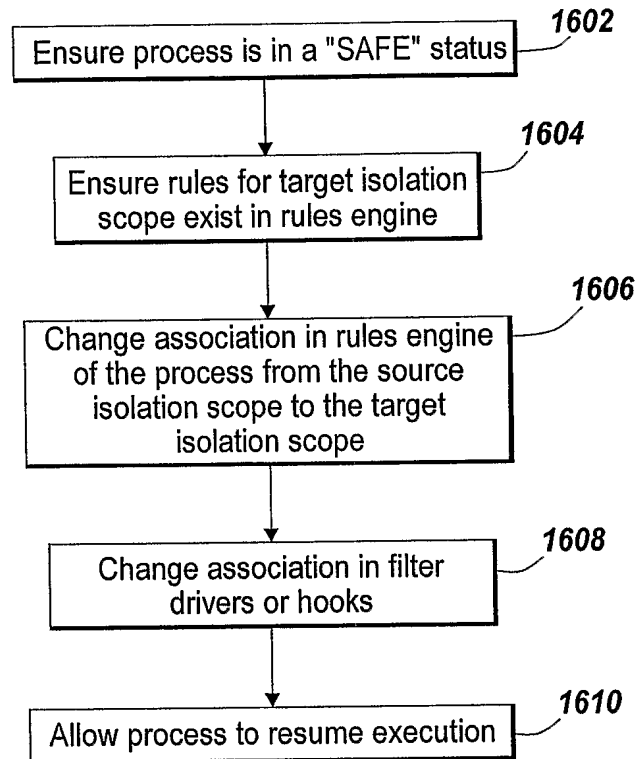 1602
Ensure process is in a "SAFE" status
1604
Ensure rules for target isolation
scope exist in rules engine
1606
Change association in rules engine
of the process from the source
isolation scope to the target
isolation scope
1608
Change association in filter
drivers or hooks
1610
Allow process to resume execution